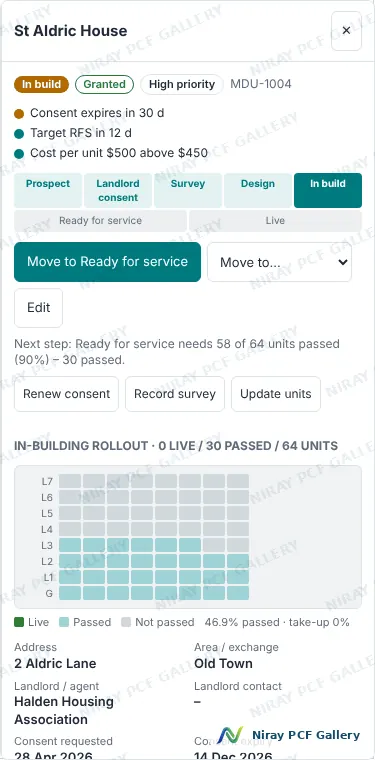 St Aldric House
×
In build Granted High priority MDU-1004
Consent expires in 30 d
Target RFS in 12 d
Cost per unit $500 above $450
Prospect Landlord consent Survey Design In build
Ready for service Live
Move to Ready for service Move to...
Edit
Next step: Ready for service needs 58 of 64 units passed
(90%) – 30 passed.
Renew consent Record survey Update units
IN-BUILDING ROLLOUT · 0 LIVE / 30 PASSED / 64 UNITS
L7
L6
L5
L4
L3
L2
L1
G
Live Passed Not passed 46.9% passed · take-up 0%
Address Area / exchange
2 Aldric Lane Old Town
Landlord / agent Landlord contact
Halden Housing –
Association
Consent requested Consent expiry
28 Apr 2026 14 Dec 2026
Niray PCF Gallery
NIRAY PCF GALLERY